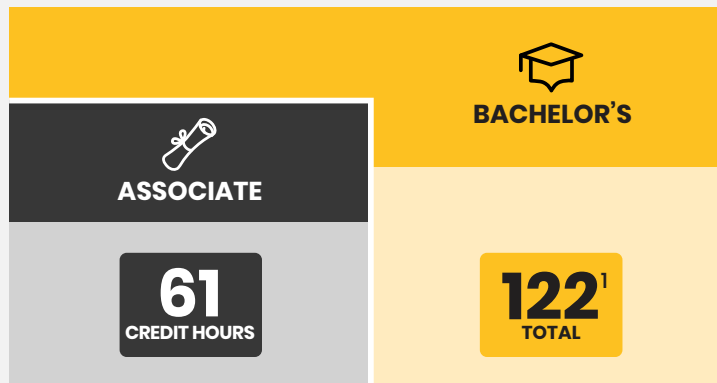 BACHELOR'S
ASSOCIATE
61
CREDIT HOURS
122¹
TOTAL